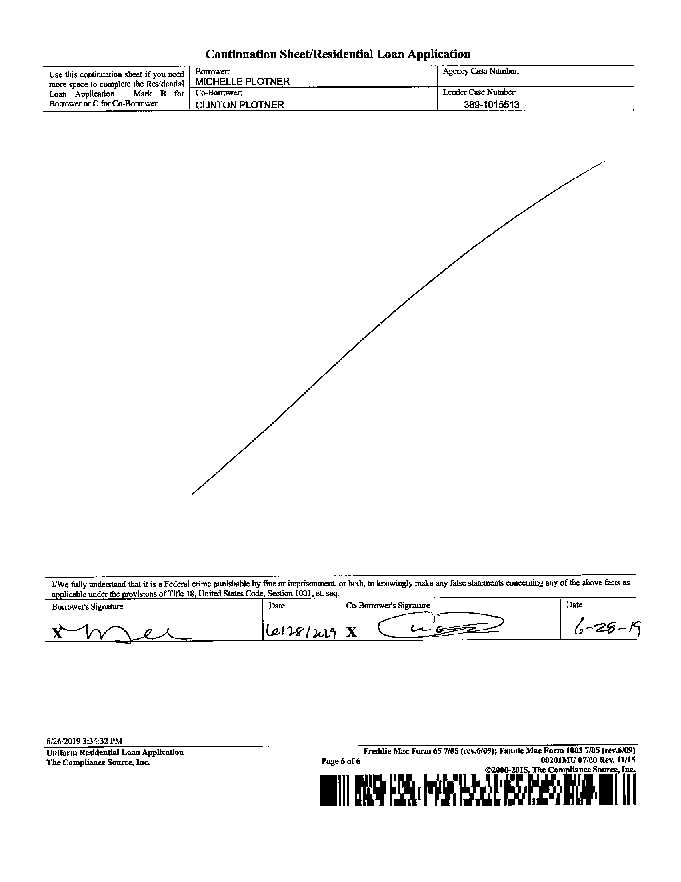 Continuation Sheet/Residential Loan Application
Use this continuation sheet if you need
more space to complete the Residential
Loan Application. Mark B for
Borrower or C for Co-Borrower.
Borrower:
MICHELLE PLOTNER
Agency Case Number:
Co-Borrower:
CLINTON PLOTNER
Lender Case Number:
389-1015513
I/We fully understand that it is a Federal crime punishable by fine or imprisonment, or both, to knowingly make any false statements concerning any of the above facts as
applicable under the provisions of Title 18, United States Code, Section 1001, et seq.
Borrower's Signature
Date
Co-Borrower's Signature
Date
X
6/28/2019
X
6-28-19
6/26/2019 3:34:32 PM
Uniform Residential Loan Application
The Compliance Source, Inc.
Page 6 of 6
Freddie Mac Form 65 7/05 (rev.6/09); Fannie Mae Form 1003 7/05 (rev.6/09)
00201MU 07/00 Rev. 11/15
©2000-2015, The Compliance Source, Inc.